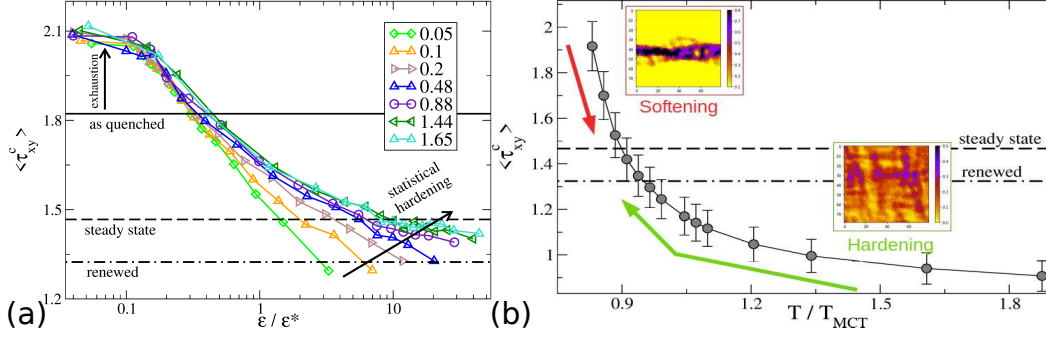 (a)
2.1
1.8
1.5
1.2
<τ^c_xy>
exhaustion
as quenched
statistical
hardening
steady state
renewed
0.05
0.1
0.2
0.48
0.88
1.44
1.65
0.1
1
10
ε / ε*
(b)
2
1.8
1.6
1.4
1.2
1
<τ^c_xy>
Softening
steady state
renewed
Hardening
0.9
1.2
1.5
1.8
T / T_MCT